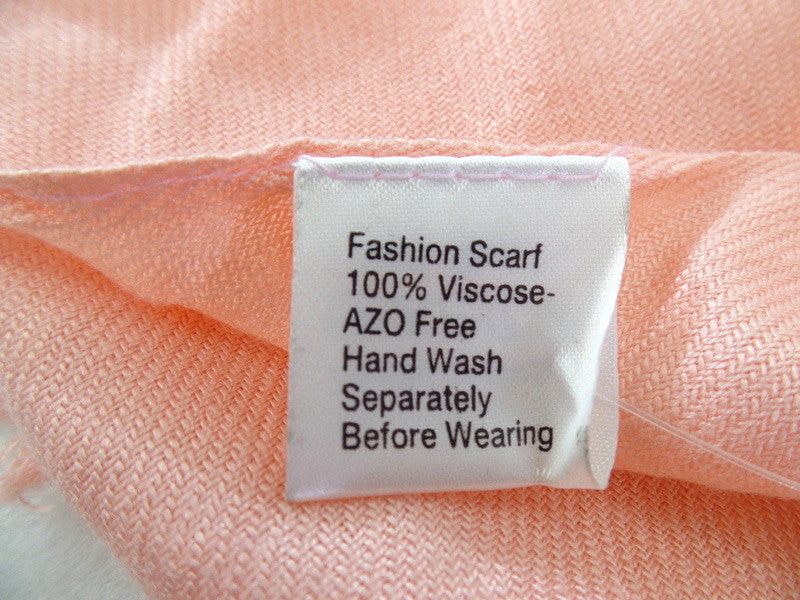 Fashion Scarf
100% Viscose-
AZO Free
Hand Wash
Separately
Before Wearing